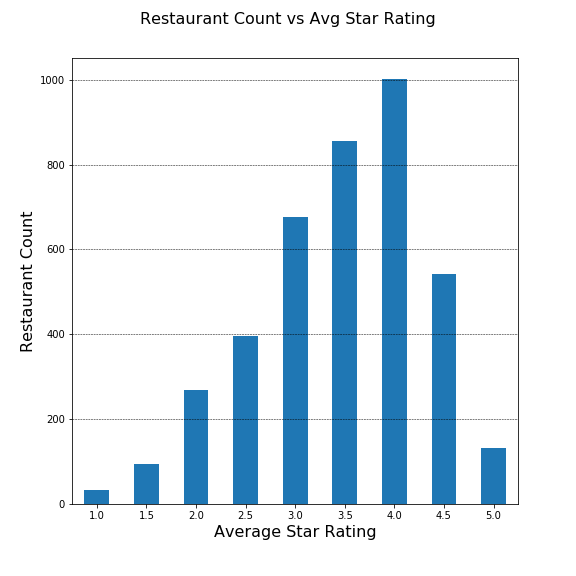 Restaurant Count vs Avg Star Rating
1000
800
600
400
200
0
Restaurant Count
1.0 1.5 2.0 2.5 3.0 3.5 4.0 4.5 5.0
Average Star Rating